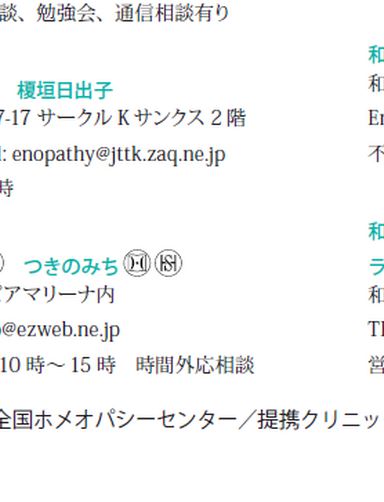 談、勉強会、通信相談有り
榎垣日出子
7-17 サークル K サンクス 2 階
l: enopathy@jttk.zaq.ne.jp
時
つきのみち
ピアマリーナ内
@ezweb.ne.jp
10 時〜 15 時　時間外応相談
全国ホメオパシーセンター／提携クリニッ
和
和
En
不
和
ラ
和
TE
営